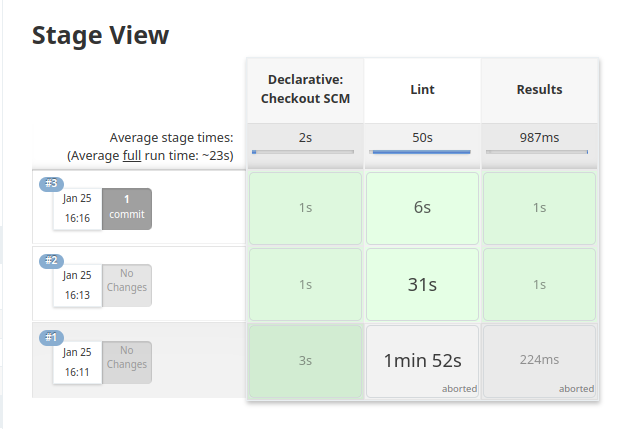 Stage View
Declarative:
Checkout SCM
Lint
Results
Average stage times:
(Average full run time: ~23s)
2s
50s
987ms
#3
Jan 25
16:16
1
commit
1s
6s
1s
#2
Jan 25
16:13
No
Changes
1s
31s
1s
#1
Jan 25
16:11
No
Changes
3s
1min 52s
aborted
224ms
aborted